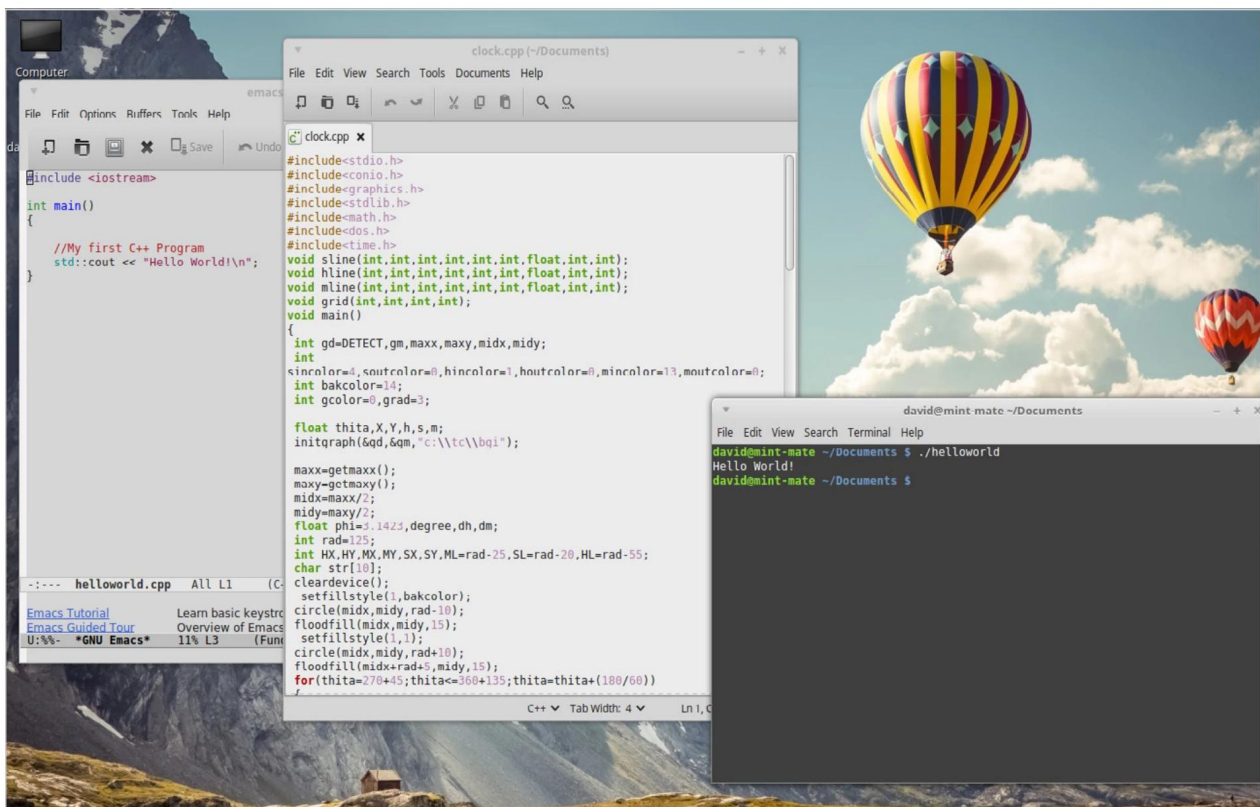 Computer
emacs
File Edit Options Buffers Tools Help
Save Undo
#include <iostream>
int main()
{
//My first C++ Program
std::cout << "Hello World!\n";
}
-:--- helloworld.cpp All L1 (C-
Emacs Tutorial Learn basic keystro
Emacs Guided Tour Overview of Emacs
U:%%- *GNU Emacs* 11% L3 (Fun
clock.cpp (~/Documents)
File Edit View Search Tools Documents Help
clock.cpp
#include<stdio.h>
#include<conio.h>
#include<graphics.h>
#include<stdlib.h>
#include<math.h>
#include<dos.h>
#include<time.h>
void sline(int,int,int,int,int,int,float,int,int);
void hline(int,int,int,int,int,int,float,int,int);
void mline(int,int,int,int,int,int,float,int,int);
void grid(int,int,int,int);
void main()
{
int gd=DETECT,gm,maxx,maxy,midx,midy;
int
sincolor=4,soutcolor=0,hincolor=1,houtcolor=0,mincolor=13,moutcolor=0;
int bakcolor=14;
int gcolor=0,grad=3;
float thita,X,Y,h,s,m;
initgraph(&gd,&gm,"c:\\tc\\bgi");
maxx=getmaxx();
maxy=getmaxy();
midx=maxx/2;
midy=maxy/2;
float phi=3.1423,degree,dh,dm;
int rad=125;
int HX,HY,MX,MY,SX,SY,ML=rad-25,SL=rad-20,HL=rad-55;
char str[10];
cleardevice();
setfillstyle(1,bakcolor);
circle(midx,midy,rad-10);
floodfill(midx,midy,15);
setfillstyle(1,1);
circle(midx,midy,rad+10);
floodfill(midx+rad+5,midy,15);
for(thita=270+45;thita<=360+135;thita=thita+(180/60))
{
C++ Tab Width: 4 Ln 1, C
david@mint-mate ~/Documents
File Edit View Search Terminal Help
david@mint-mate ~/Documents $ ./helloworld
Hello World!
david@mint-mate ~/Documents $